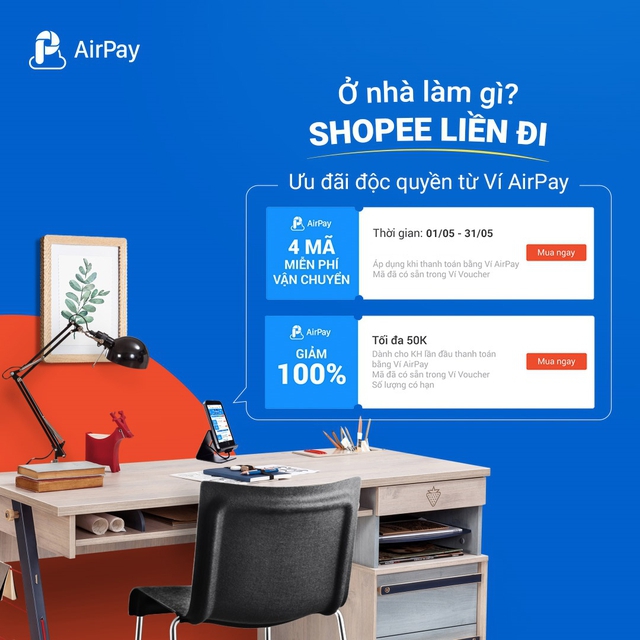 AirPay
Ở nhà làm gì?
SHOPEE LIỀN ĐI
Ưu đãi độc quyền từ Ví AirPay
AirPay
4 MÃ
MIỄN PHÍ
VẬN CHUYỂN
Thời gian: 01/05 - 31/05
Áp dụng khi thanh toán bằng Ví AirPay
Mã đã có sẵn trong Ví Voucher
Mua ngay
AirPay
GIẢM
100%
Tối đa 50K
Dành cho KH lần đầu thanh toán
bằng Ví AirPay
Mã đã có sẵn trong Ví Voucher
Số lượng có hạn
Mua ngay